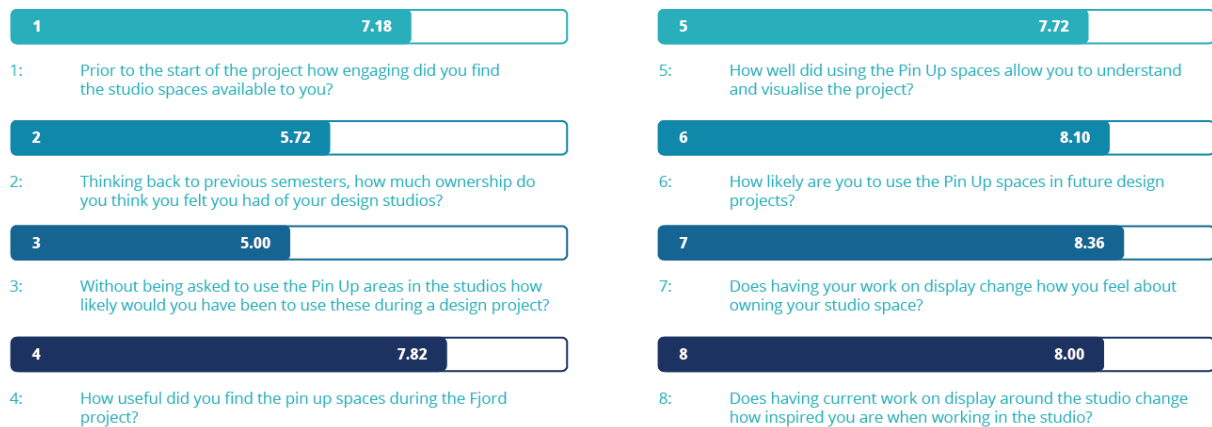 1 7.18
1: Prior to the start of the project how engaging did you find
the studio spaces available to you?
2 5.72
2: Thinking back to previous semesters, how much ownership do
you think you felt you had of your design studios?
3 5.00
3: Without being asked to use the Pin Up areas in the studios how
likely would you have been to use these during a design project?
4 7.82
4: How useful did you find the pin up spaces during the Fjord
project?
5 7.72
5: How well did using the Pin Up spaces allow you to understand
and visualise the project?
6 8.10
6: How likely are you to use the Pin Up spaces in future design
projects?
7 8.36
7: Does having your work on display change how you feel about
owning your studio space?
8 8.00
8: Does having current work on display around the studio change
how inspired you are when working in the studio?